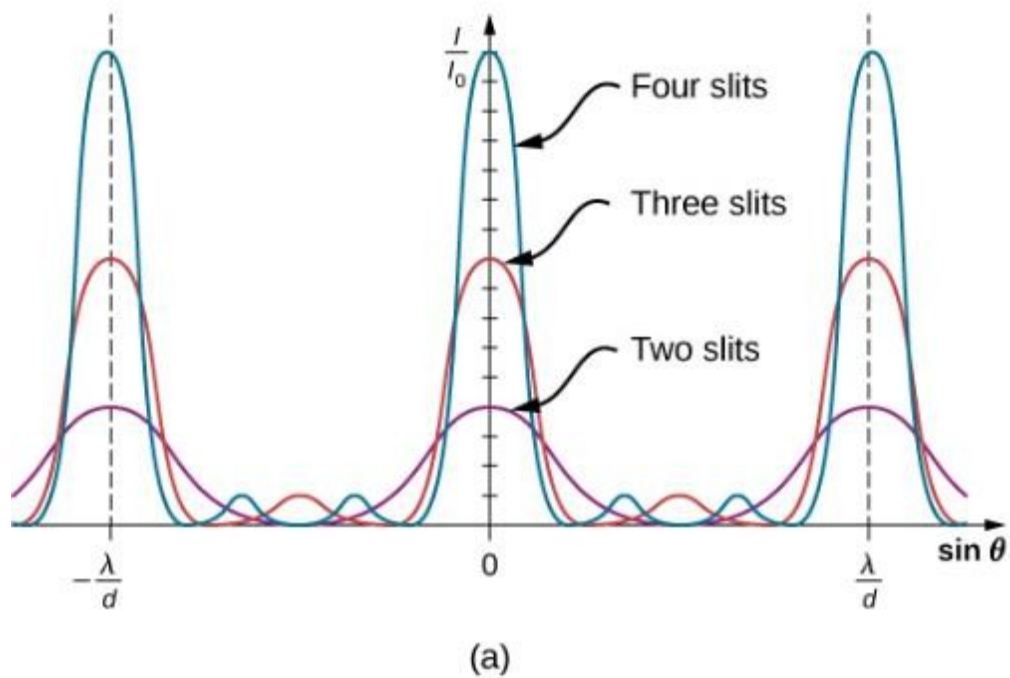 I
I₀
Four slits
Three slits
Two slits
sin θ
−λ
d
0
λ
d
(a)